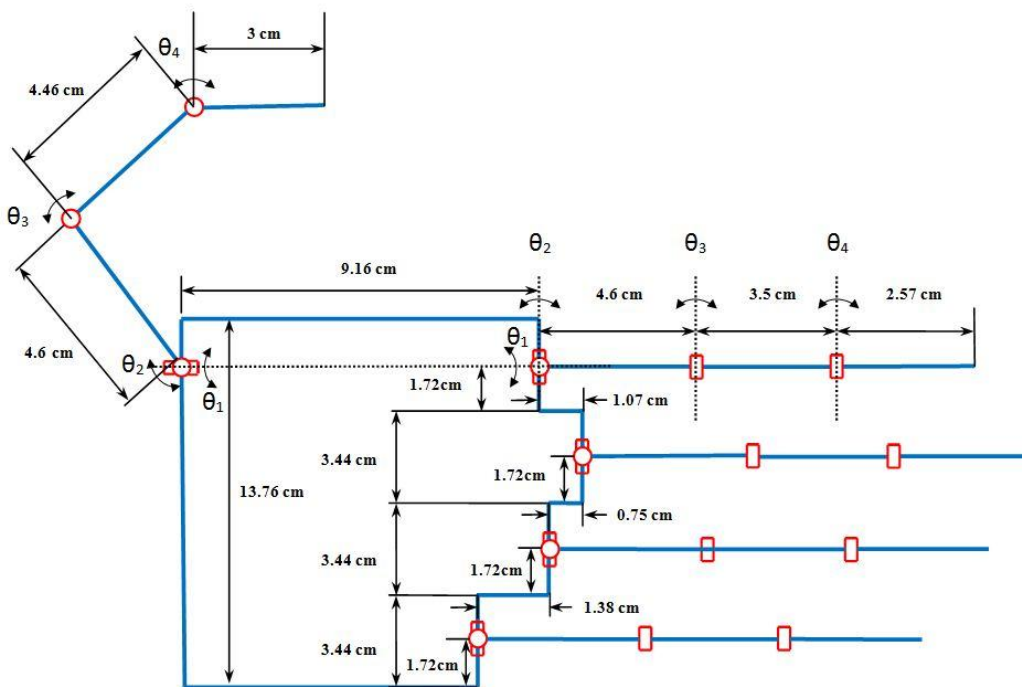 3 cm
θ4
4.46 cm
θ3
4.6 cm
θ2
θ1
9.16 cm
θ2
θ3
θ4
4.6 cm
3.5 cm
2.57 cm
θ1
1.72cm
1.07 cm
3.44 cm
13.76 cm
1.72cm
0.75 cm
3.44 cm
1.72cm
1.38 cm
3.44 cm
1.72cm